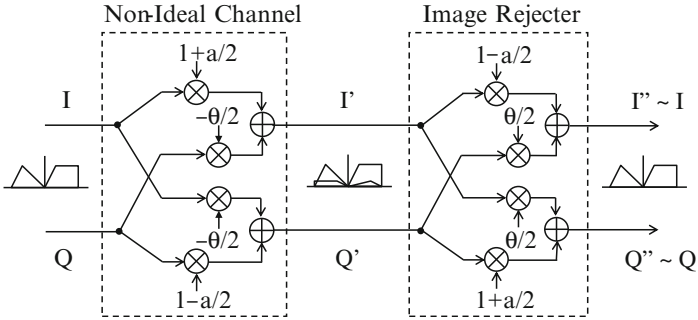 Non-Ideal Channel
Image Rejecter
1+a/2
1−a/2
I
−θ/2
I'
θ/2
I" ~ I
Q
−θ/2
Q'
θ/2
Q" ~ Q
1−a/2
1+a/2